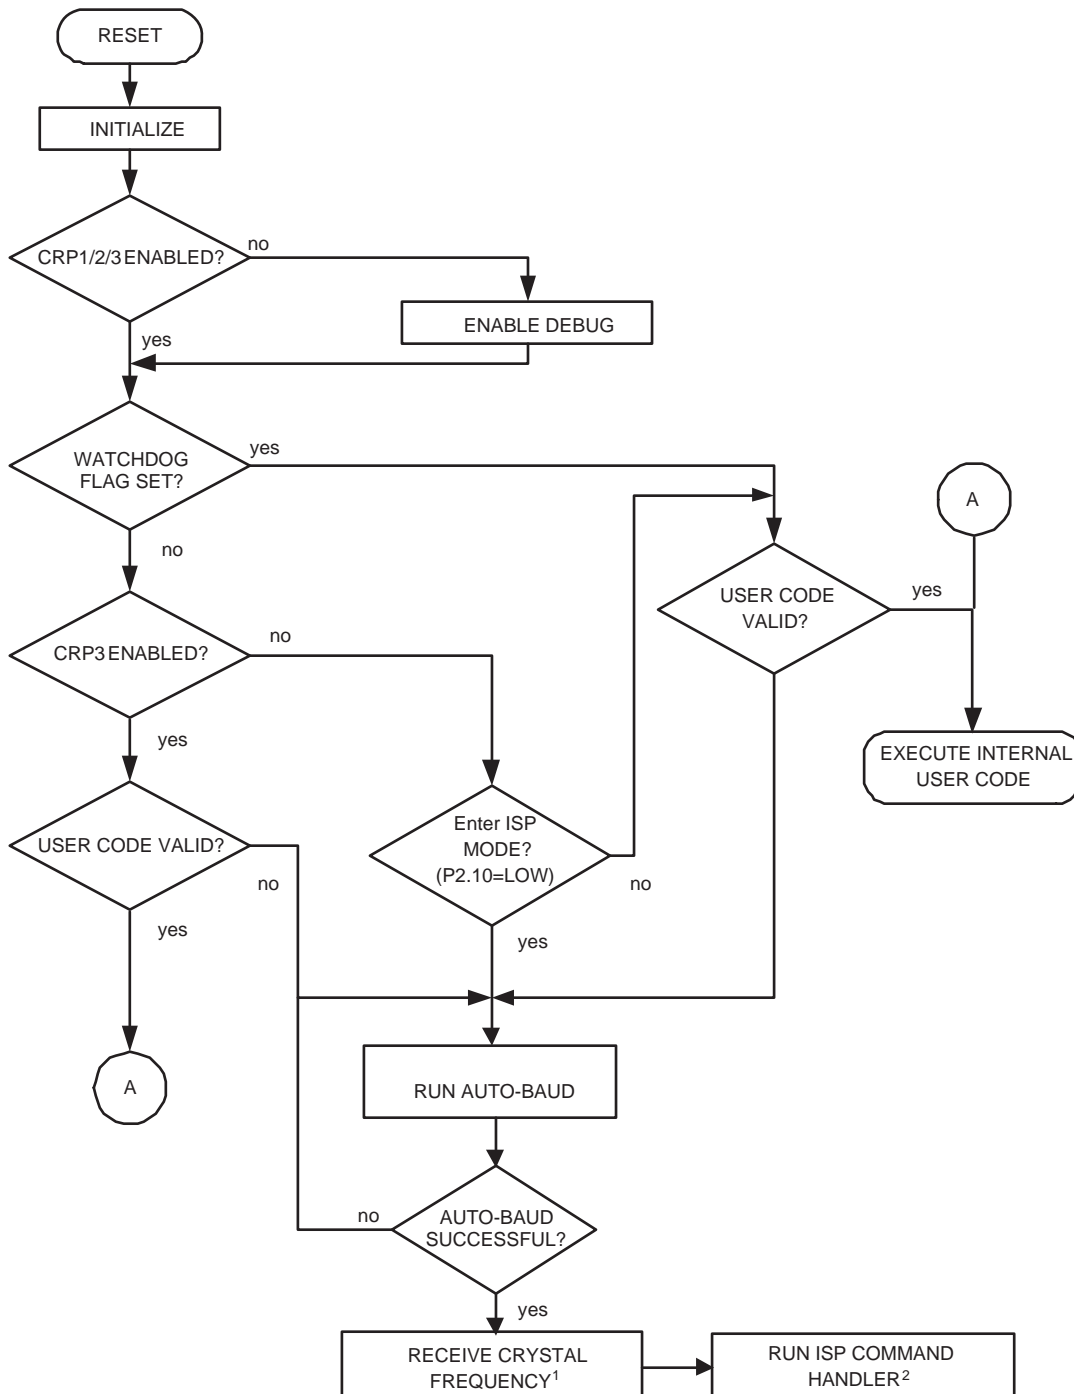 RESET
INITIALIZE
CRP1/2/3 ENABLED?
no
ENABLE DEBUG
yes
WATCHDOG
FLAG SET?
yes
no
A
USER CODE
VALID?
yes
CRP3 ENABLED?
no
yes
EXECUTE INTERNAL
USER CODE
USER CODE VALID?
no
yes
Enter ISP
MODE?
(P2.10=LOW)
no
yes
A
RUN AUTO-BAUD
AUTO-BAUD
SUCCESSFUL?
no
yes
RECEIVE CRYSTAL
FREQUENCY1
RUN ISP COMMAND
HANDLER2